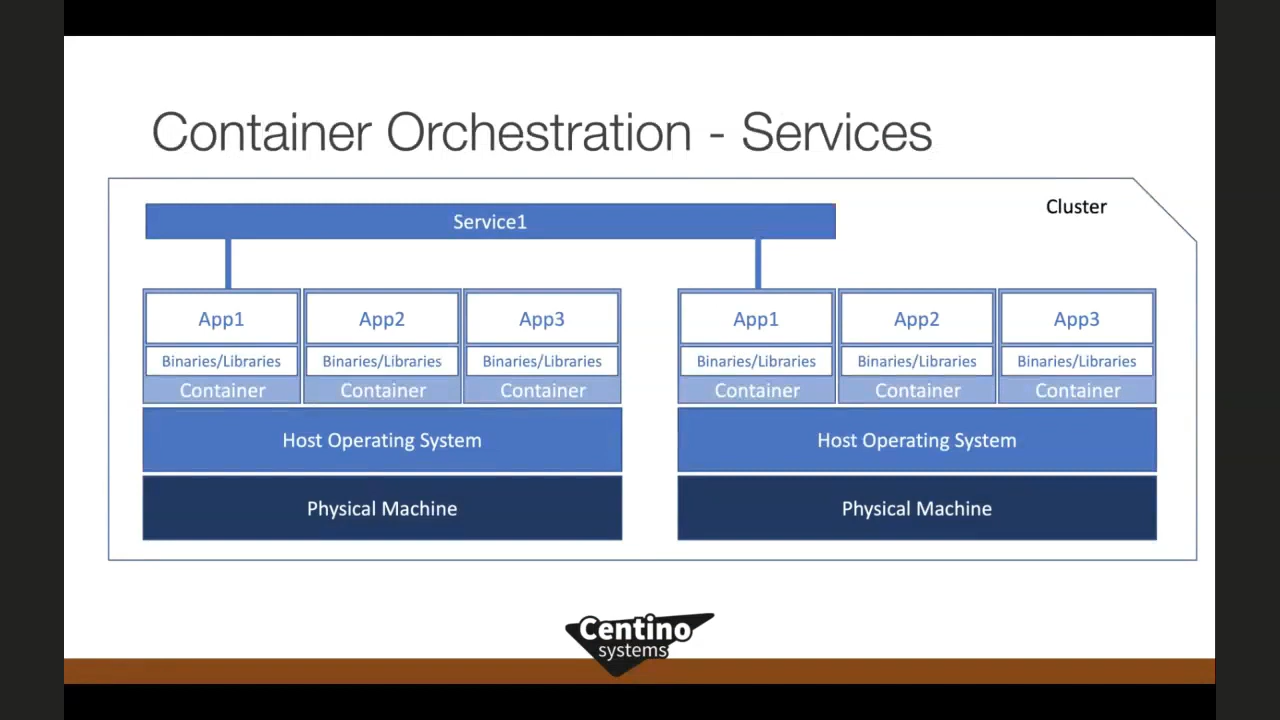 Container Orchestration - Services
Cluster
Service1
App1 App2 App3 App1 App2 App3
Binaries/Libraries Binaries/Libraries Binaries/Libraries Binaries/Libraries Binaries/Libraries Binaries/Libraries
Container Container Container Container Container Container
Host Operating System Host Operating System
Physical Machine Physical Machine
Centino
systems